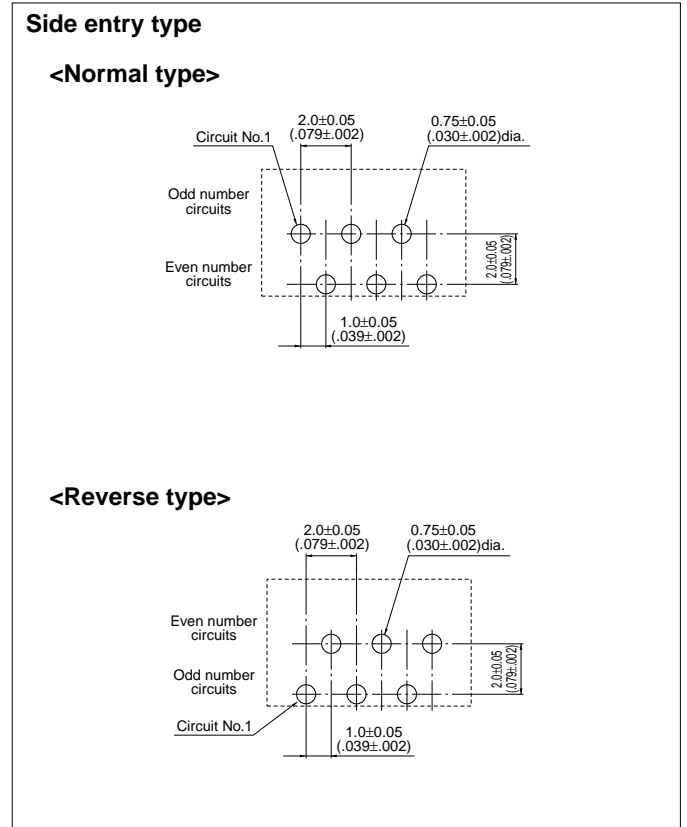 Side entry type
<Normal type>
2.0±0.05
(.079±.002)
0.75±0.05
(.030±.002)dia.
Circuit No.1
Odd number
circuits
Even number
circuits
2.0±0.05
(.079±.002)
1.0±0.05
(.039±.002)
<Reverse type>
2.0±0.05
(.079±.002)
0.75±0.05
(.030±.002)dia.
Even number
circuits
Odd number
circuits
2.0±0.05
(.079±.002)
Circuit No.1
1.0±0.05
(.039±.002)